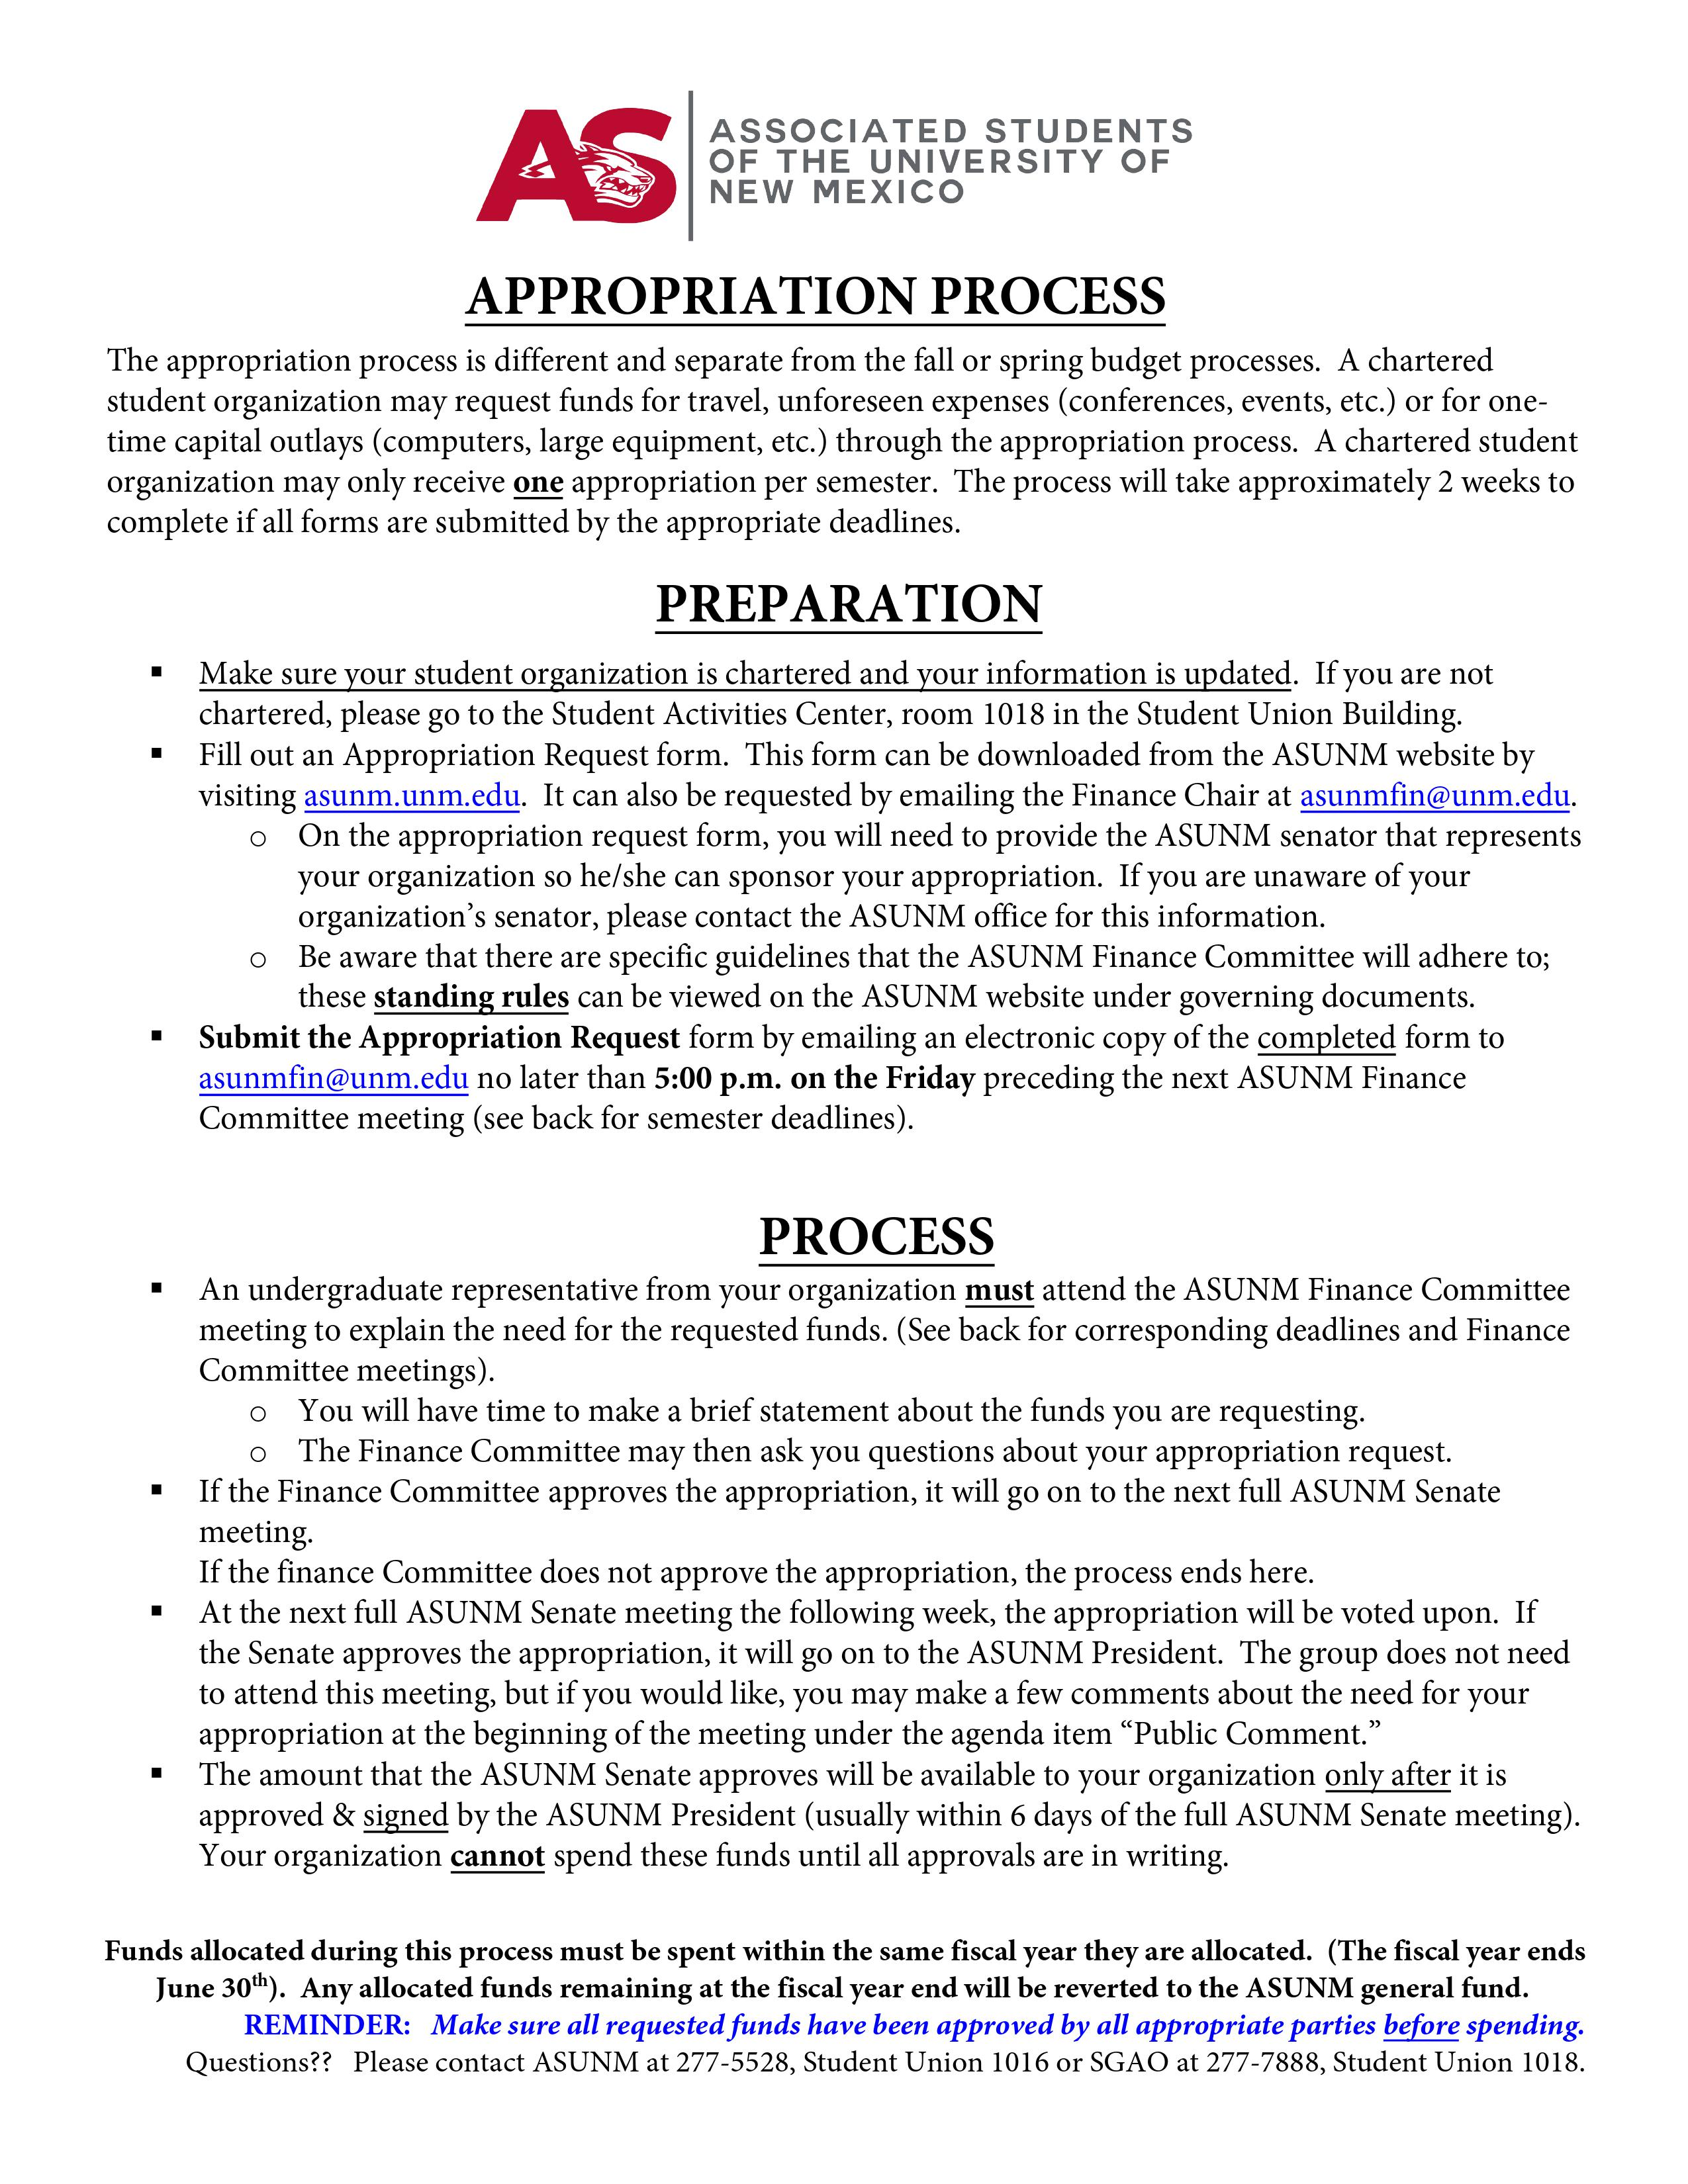 AS
ASSOCIATED STUDENTS
OF THE UNIVERSITY OF
NEW MEXICO
APPROPRIATION PROCESS
The appropriation process is different and separate from the fall or spring budget processes.  A chartered
student organization may request funds for travel, unforeseen expenses (conferences, events, etc.) or for one-
time capital outlays (computers, large equipment, etc.) through the appropriation process.  A chartered student
organization may only receive one appropriation per semester.  The process will take approximately 2 weeks to
complete if all forms are submitted by the appropriate deadlines.
PREPARATION
▪ Make sure your student organization is chartered and your information is updated.  If you are not
chartered, please go to the Student Activities Center, room 1018 in the Student Union Building.
▪ Fill out an Appropriation Request form.  This form can be downloaded from the ASUNM website by
visiting asunm.unm.edu.  It can also be requested by emailing the Finance Chair at asunmfin@unm.edu.
o On the appropriation request form, you will need to provide the ASUNM senator that represents
your organization so he/she can sponsor your appropriation.  If you are unaware of your
organization’s senator, please contact the ASUNM office for this information.
o Be aware that there are specific guidelines that the ASUNM Finance Committee will adhere to;
these standing rules can be viewed on the ASUNM website under governing documents.
▪ Submit the Appropriation Request form by emailing an electronic copy of the completed form to
asunmfin@unm.edu no later than 5:00 p.m. on the Friday preceding the next ASUNM Finance
Committee meeting (see back for semester deadlines).
PROCESS
▪ An undergraduate representative from your organization must attend the ASUNM Finance Committee
meeting to explain the need for the requested funds. (See back for corresponding deadlines and Finance
Committee meetings).
o You will have time to make a brief statement about the funds you are requesting.
o The Finance Committee may then ask you questions about your appropriation request.
▪ If the Finance Committee approves the appropriation, it will go on to the next full ASUNM Senate
meeting.
If the finance Committee does not approve the appropriation, the process ends here.
▪ At the next full ASUNM Senate meeting the following week, the appropriation will be voted upon.  If
the Senate approves the appropriation, it will go on to the ASUNM President.  The group does not need
to attend this meeting, but if you would like, you may make a few comments about the need for your
appropriation at the beginning of the meeting under the agenda item “Public Comment.”
▪ The amount that the ASUNM Senate approves will be available to your organization only after it is
approved & signed by the ASUNM President (usually within 6 days of the full ASUNM Senate meeting).
Your organization cannot spend these funds until all approvals are in writing.
Funds allocated during this process must be spent within the same fiscal year they are allocated.  (The fiscal year ends
June 30th).  Any allocated funds remaining at the fiscal year end will be reverted to the ASUNM general fund.
REMINDER:   Make sure all requested funds have been approved by all appropriate parties before spending.
Questions??   Please contact ASUNM at 277-5528, Student Union 1016 or SGAO at 277-7888, Student Union 1018.